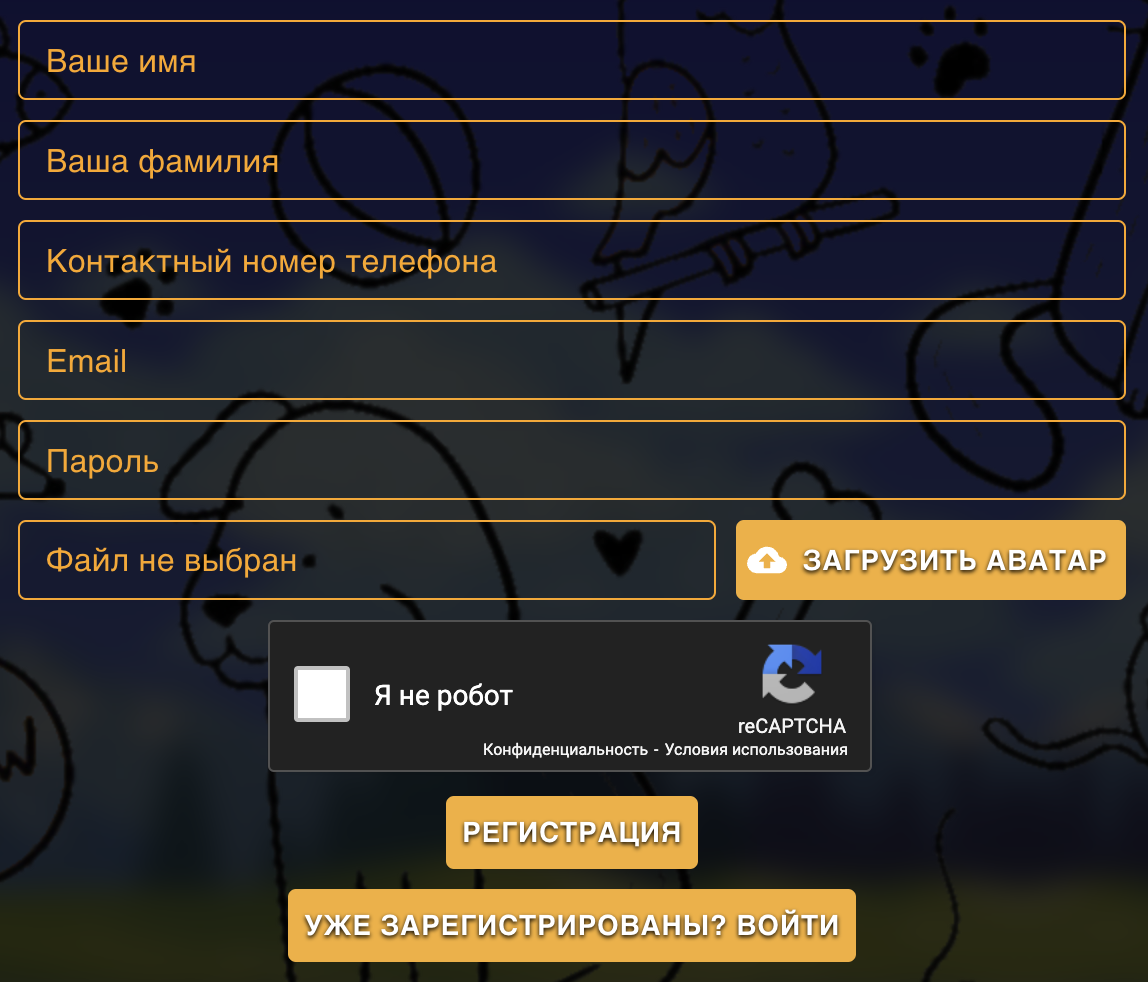 Ваше имя
Ваша фамилия
Контактный номер телефона
Email
Пароль
Файл не выбран
ЗАГРУЗИТЬ АВАТАР
Я не робот
reCAPTCHA
Конфиденциальность - Условия использования
РЕГИСТРАЦИЯ
УЖЕ ЗАРЕГИСТРИРОВАНЫ? ВОЙТИ